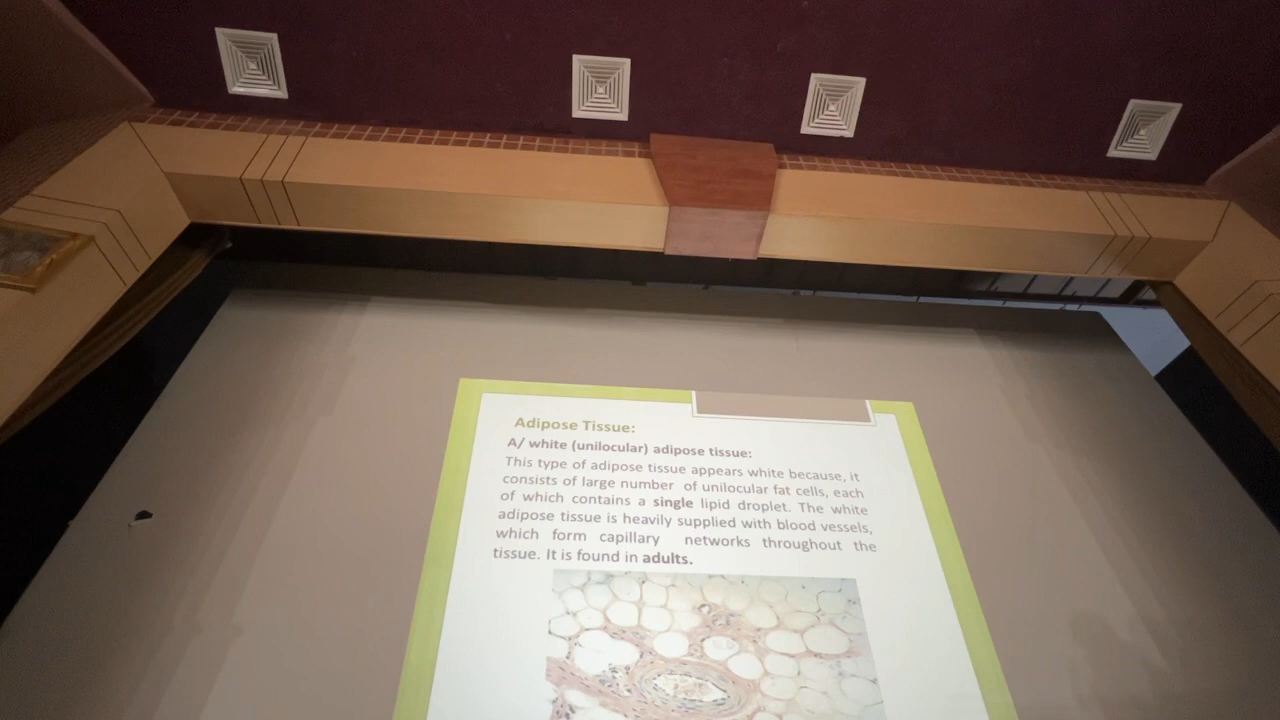 Adipose Tissue:
A/ white (unilocular) adipose tissue:
This type of adipose tissue appears white because, it
consists of large number of unilocular fat cells, each
of which contains a single lipid droplet. The white
adipose tissue is heavily supplied with blood vessels,
which form capillary networks throughout the
tissue. It is found in adults.